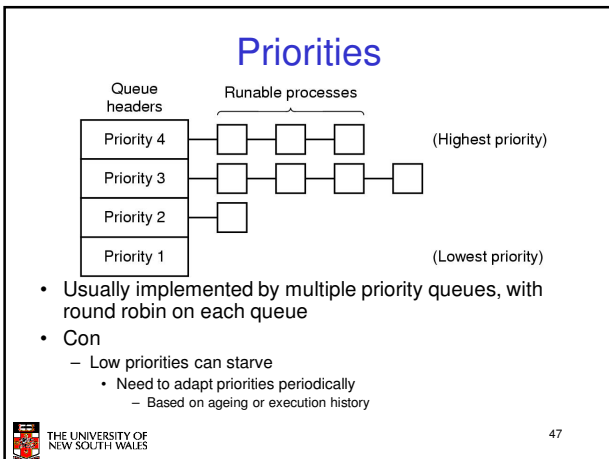 Priorities
Queue
headers
Runable processes
Priority 4
(Highest priority)
Priority 3
Priority 2
Priority 1
(Lowest priority)
• Usually implemented by multiple priority queues, with
round robin on each queue
• Con
– Low priorities can starve
• Need to adapt priorities periodically
– Based on ageing or execution history
THE UNIVERSITY OF
NEW SOUTH WALES
47